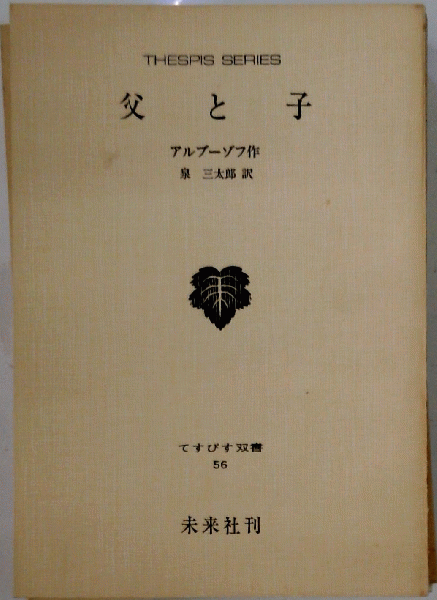 THESPIS SERIES
父と子
アルブーゾフ作
泉 三太郎 訳
てすぴす双書
56
未来社刊